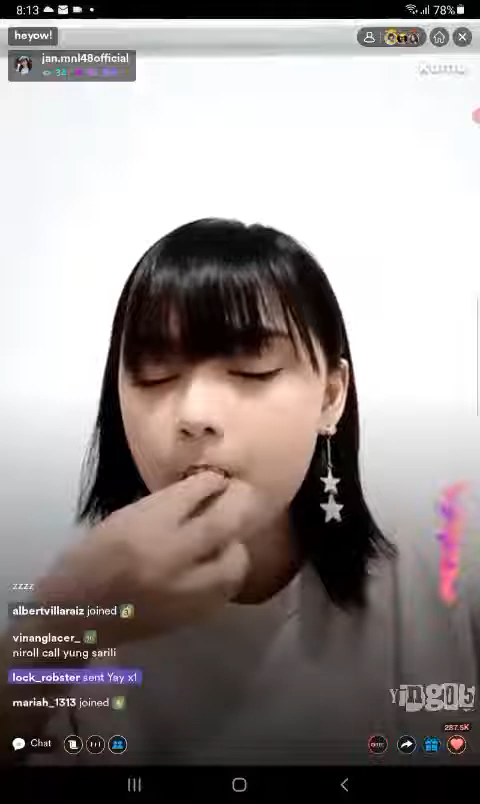 8:13
78%
heyow!
jan.mnl48official
kumu
zzzz
albertvillaraiz joined
vinanglacer_
niroll call yung sarili
lock_robster sent Yay x1
mariah_1313 joined
Chat
287.5K